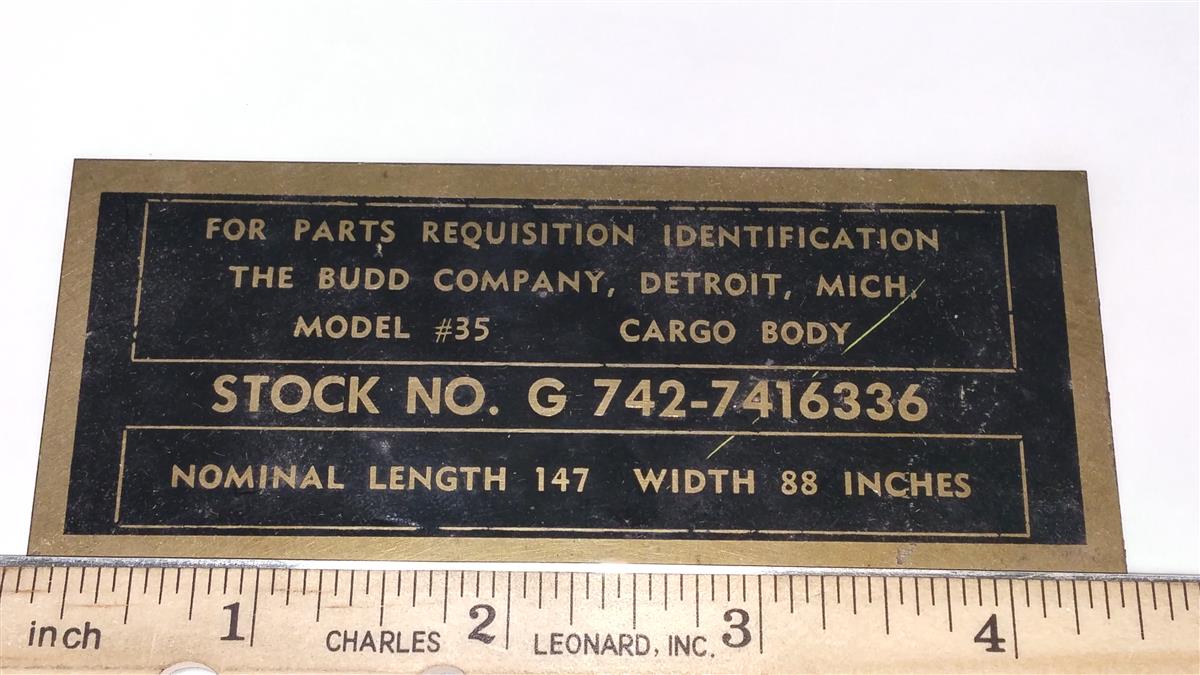 FOR PARTS REQUISITION IDENTIFICATION
THE BUDD COMPANY, DETROIT, MICH.
MODEL #35 CARGO BODY
STOCK NO. G 742-7416336
NOMINAL LENGTH 147 WIDTH 88 INCHES
1 2 3 4
inch CHARLES LEONARD, INC.